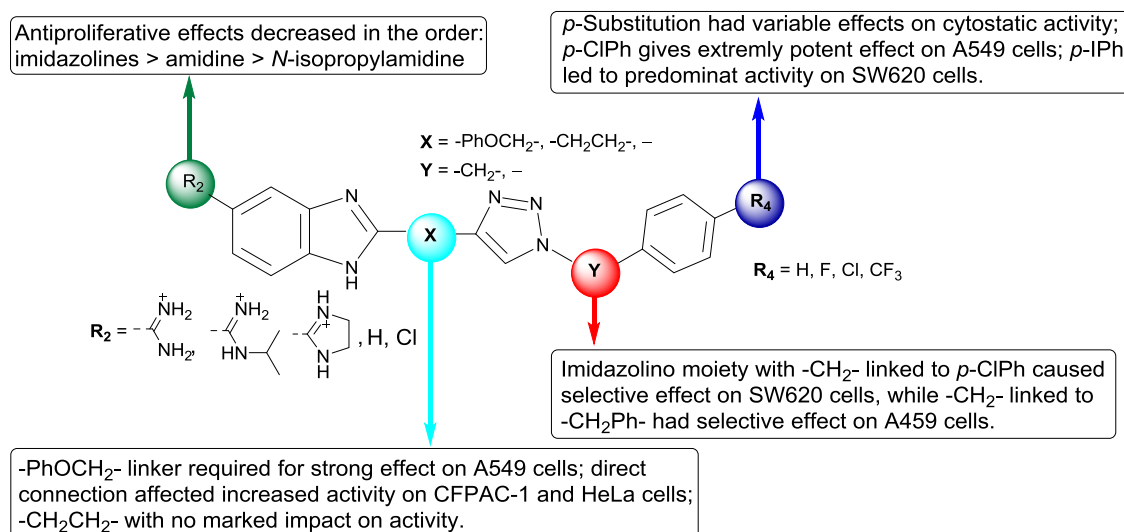 Antiproliferative effects decreased in the order:
imidazolines > amidine > N-isopropylamidine
p-Substitution had variable effects on cytostatic activity;
p-ClPh gives extremly potent effect on A549 cells; p-IPh
led to predominat activity on SW620 cells.
X = -PhOCH₂-, -CH₂CH₂-, –
Y = -CH₂-, –
R₂
N
N
H
X
N
N
N
Y
R₄
R₄ = H, F, Cl, CF₃
R₂ =
+
NH₂
NH₂,
+
NH₂
N
H
H
N
+
N
H
, H, Cl
Imidazolino moiety with -CH₂- linked to p-ClPh caused
selective effect on SW620 cells, while -CH₂- linked to
-CH₂Ph- had selective effect on A459 cells.
-PhOCH₂- linker required for strong effect on A549 cells; direct
connection affected increased activity on CFPAC-1 and HeLa cells;
-CH₂CH₂- with no marked impact on activity.